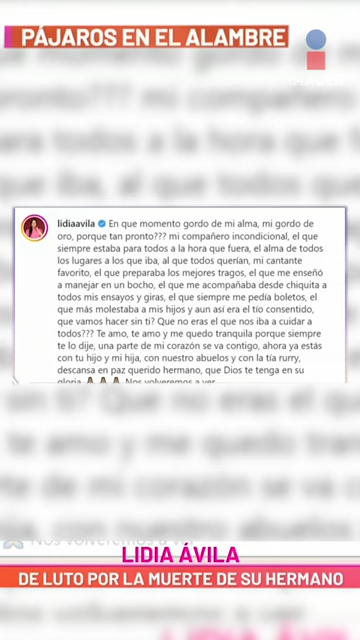 PÁJAROS EN EL ALAMBRE
lidiaavila En que momento gordo de mi alma, mi gordo de
oro, porque tan pronto??? mi compañero incondicional, el que
siempre estaba para todos a la hora que fuera, el alma de todos
los lugares a los que iba, al que todos querían, mi cantante
favorito, el que preparaba los mejores tragos, el que me enseñó
a manejar en un bocho, el que me acompañaba desde chiquita a
todos mis ensayos y giras, el que siempre me pedía boletos, el
que más molestaba a mis hijos y aun así era el tío consentido,
que vamos hacer sin ti? Que no eras el que nos iba a cuidar a
todos??? Te amo, te amo y me quedo tranquila porque siempre
te lo dije, una parte de mi corazón se va contigo, ahora ya estás
con tu hijo y mi hija, con nuestro abuelos y con la tía rurry,
descansa en paz querido hermano, que Dios te tenga en su
gloria 🙏🙏🙏 Nos volveremos a ver
LIDIA ÁVILA
DE LUTO POR LA MUERTE DE SU HERMANO